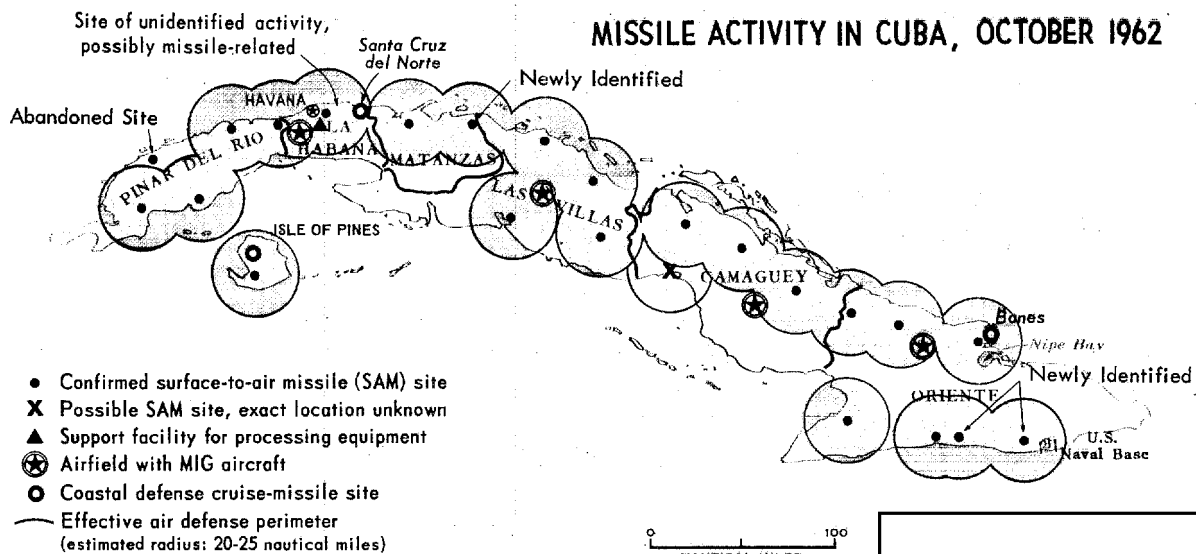 MISSILE ACTIVITY IN CUBA, OCTOBER 1962
Site of unidentified activity,
possibly missile-related
Santa Cruz
del Norte
Newly Identified
HAVANA
Abandoned Site
LA
HABANA
MATANZAS
PINAR DEL RIO
LAS VILLAS
ISLE OF PINES
CAMAGUEY
Banes
Nipe Bay
Newly Identified
ORIENTE
U.S.
Naval Base
Confirmed surface-to-air missile (SAM) site
X Possible SAM site, exact location unknown
Support facility for processing equipment
Airfield with MIG aircraft
Coastal defense cruise-missile site
Effective air defense perimeter
(estimated radius: 20-25 nautical miles)
0 100
NAUTICAL MILES